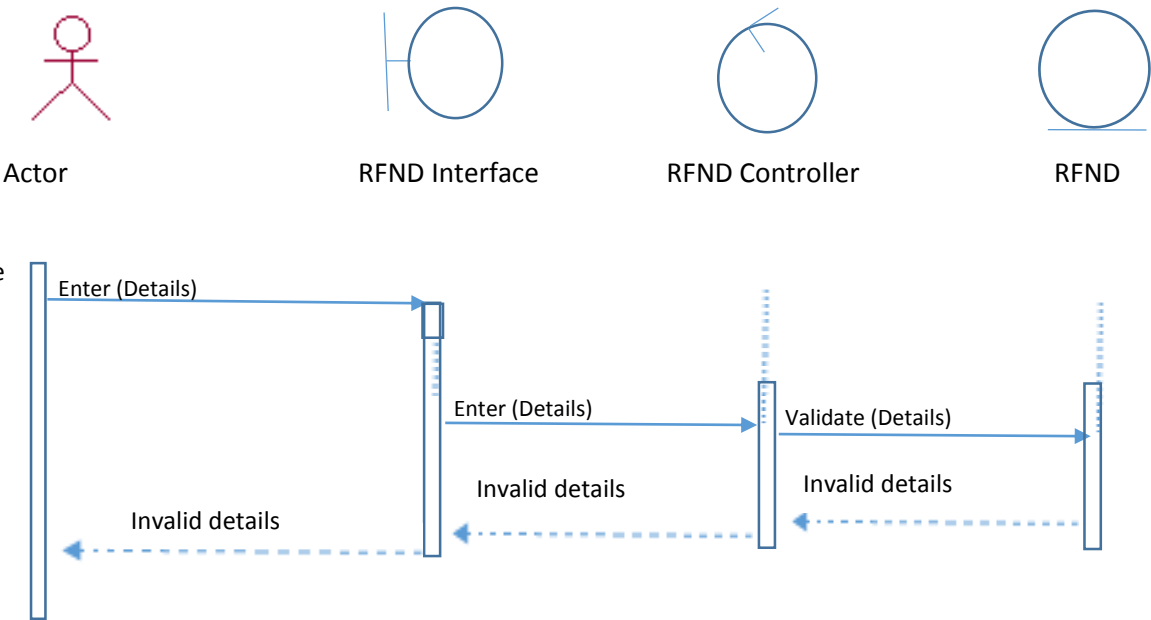 Actor
RFND Interface
RFND Controller
RFND
e
Enter (Details)
Enter (Details)
Validate (Details)
Invalid details
Invalid details
Invalid details